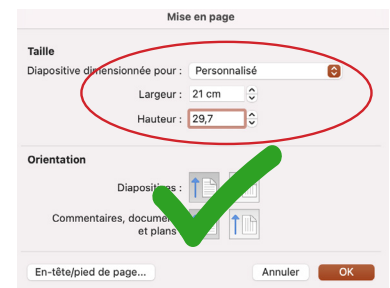 Mise en page
Taille
Diapositive dimensionnée pour : Personnalisé
Largeur : 21 cm
Hauteur : 29,7
Orientation
Diapositives :
Commentaires, documen
et plans
En-tête/pied de page...
Annuler
OK